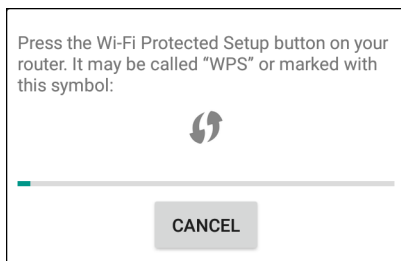 Press the Wi-Fi Protected Setup button on your
router. It may be called “WPS” or marked with
this symbol:
CANCEL